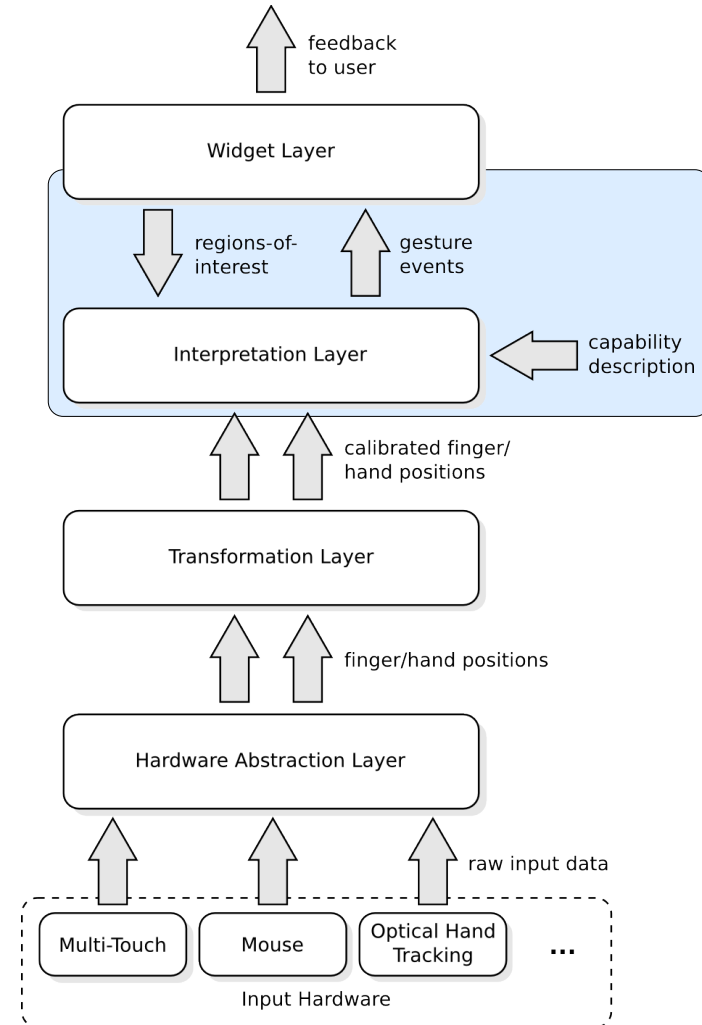 feedback
to user
Widget Layer
regions-of-
interest
gesture
events
Interpretation Layer
capability
description
calibrated finger/
hand positions
Transformation Layer
finger/hand positions
Hardware Abstraction Layer
raw input data
Multi-Touch
Mouse
Optical Hand
Tracking
...
Input Hardware